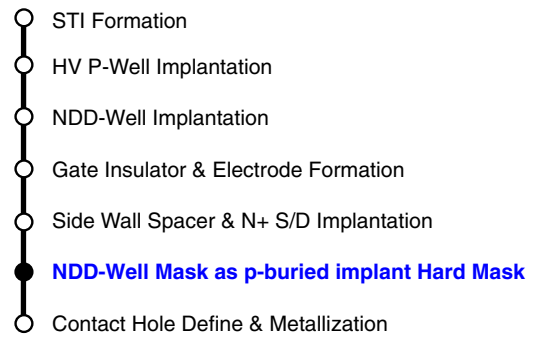 STI Formation
HV P-Well Implantation
NDD-Well Implantation
Gate Insulator & Electrode Formation
Side Wall Spacer & N+ S/D Implantation
NDD-Well Mask as p-buried implant Hard Mask
Contact Hole Define & Metallization